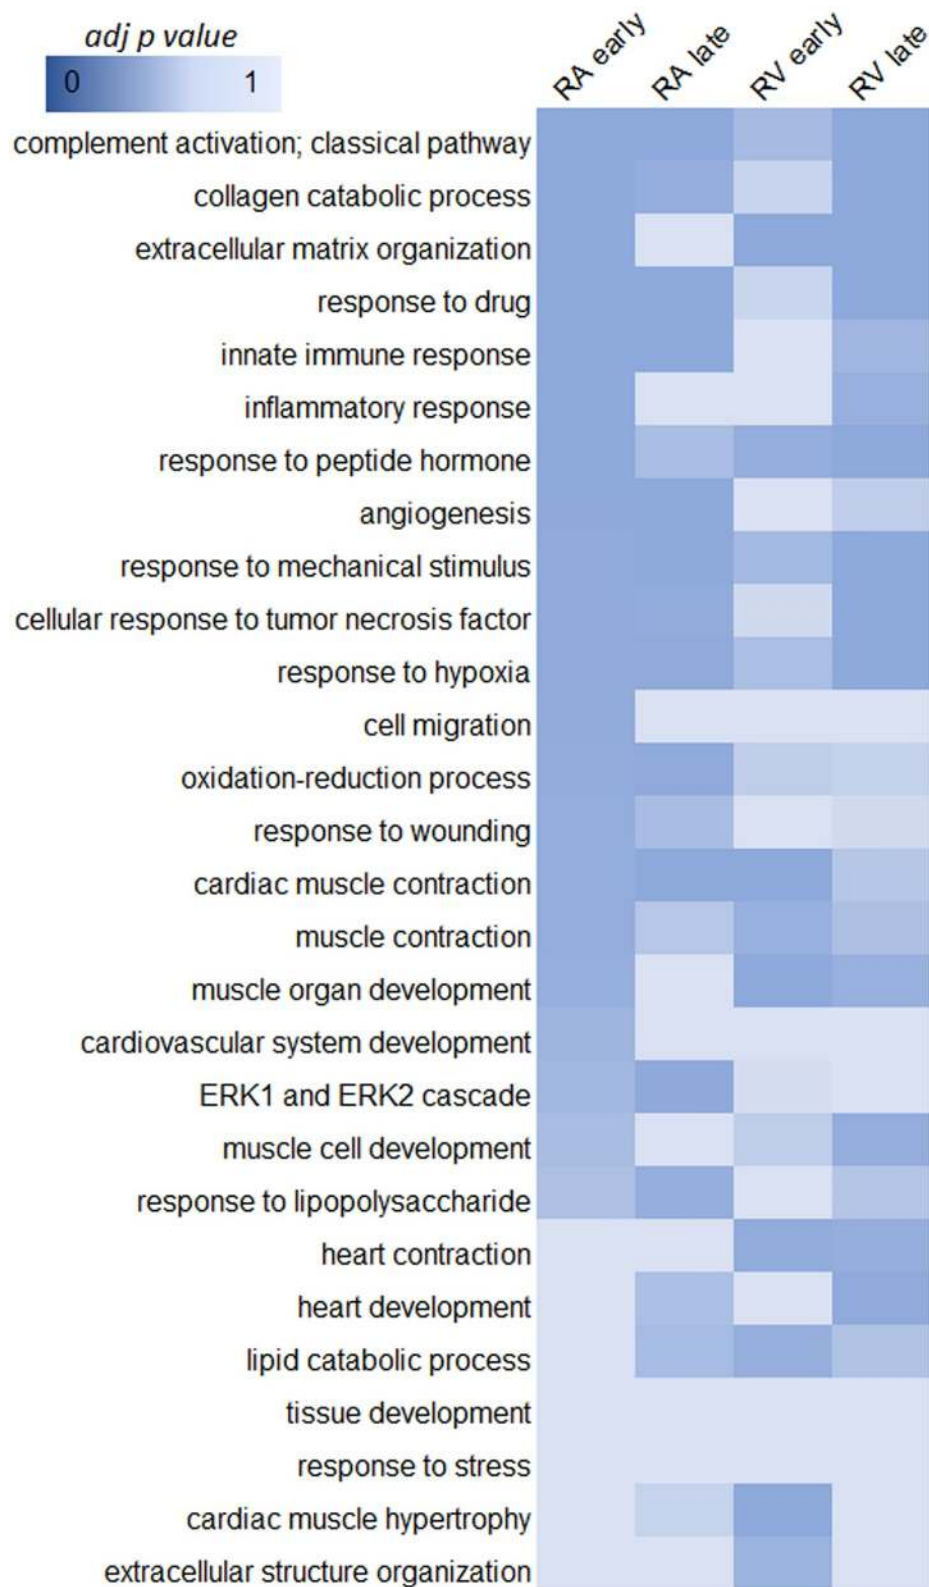 adj p value
0 1
RA early RA late RV early RV late
complement activation; classical pathway
collagen catabolic process
extracellular matrix organization
response to drug
innate immune response
inflammatory response
response to peptide hormone
angiogenesis
response to mechanical stimulus
cellular response to tumor necrosis factor
response to hypoxia
cell migration
oxidation-reduction process
response to wounding
cardiac muscle contraction
muscle contraction
muscle organ development
cardiovascular system development
ERK1 and ERK2 cascade
muscle cell development
response to lipopolysaccharide
heart contraction
heart development
lipid catabolic process
tissue development
response to stress
cardiac muscle hypertrophy
extracellular structure organization